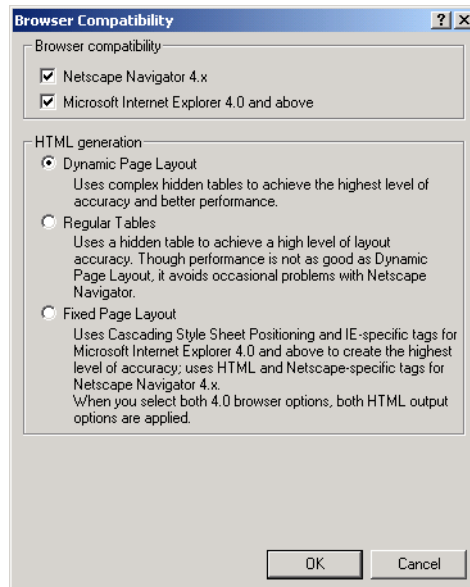 Browser Compatibility
Browser compatibility
Netscape Navigator 4.x
Microsoft Internet Explorer 4.0 and above
HTML generation
Dynamic Page Layout
Uses complex hidden tables to achieve the highest level of
accuracy and better performance.
Regular Tables
Uses a hidden table to achieve a high level of layout
accuracy. Though performance is not as good as Dynamic
Page Layout, it avoids occasional problems with Netscape
Navigator.
Fixed Page Layout
Uses Cascading Style Sheet Positioning and IE-specific tags for
Microsoft Internet Explorer 4.0 and above to create the highest
level of accuracy; uses HTML and Netscape-specific tags for
Netscape Navigator 4.x.
When you select both 4.0 browser options, both HTML output
options are applied.
OK
Cancel